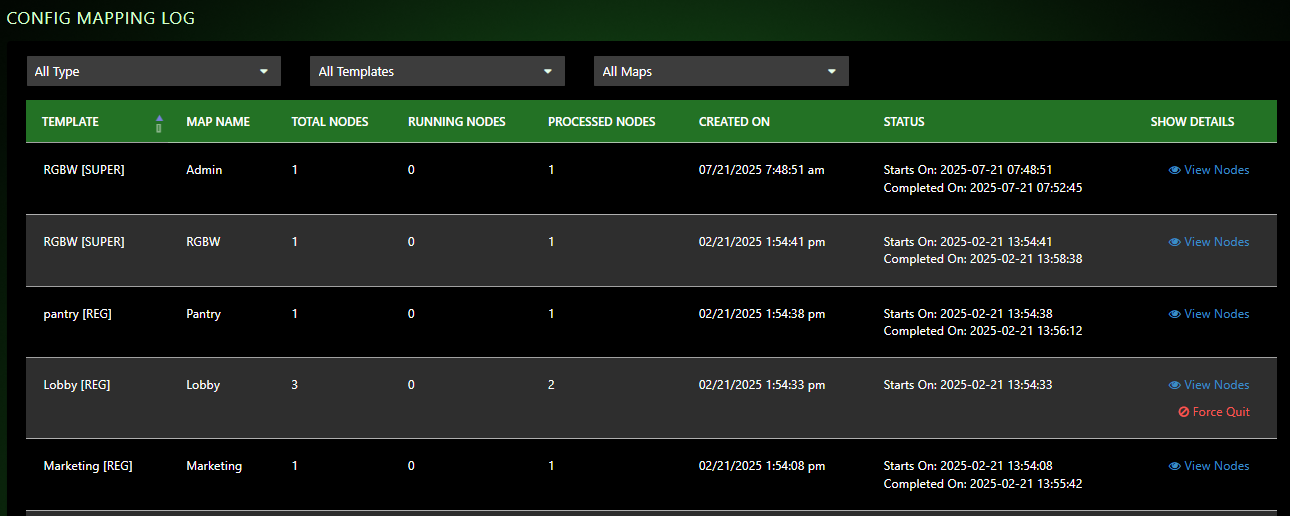 CONFIG MAPPING LOG
All Type All Templates All Maps
TEMPLATE MAP NAME TOTAL NODES RUNNING NODES PROCESSED NODES CREATED ON STATUS SHOW DETAILS
RGBW [SUPER] Admin 1 0 1 07/21/2025 7:48:51 am Starts On: 2025-07-21 07:48:51 View Nodes
Completed On: 2025-07-21 07:52:45
RGBW [SUPER] RGBW 1 0 1 02/21/2025 1:54:41 pm Starts On: 2025-02-21 13:54:41 View Nodes
Completed On: 2025-02-21 13:58:38
pantry [REG] Pantry 1 0 1 02/21/2025 1:54:38 pm Starts On: 2025-02-21 13:54:38 View Nodes
Completed On: 2025-02-21 13:56:12
Lobby [REG] Lobby 3 0 2 02/21/2025 1:54:33 pm Starts On: 2025-02-21 13:54:33 View Nodes
Force Quit
Marketing [REG] Marketing 1 0 1 02/21/2025 1:54:08 pm Starts On: 2025-02-21 13:54:08 View Nodes
Completed On: 2025-02-21 13:55:42